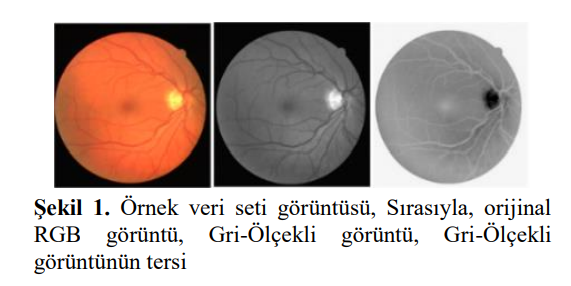 Şekil 1. Örnek veri seti görüntüsü, Sırasıyla, orijinal
RGB görüntü, Gri-Ölçekli görüntü, Gri-Ölçekli
görüntünün tersi